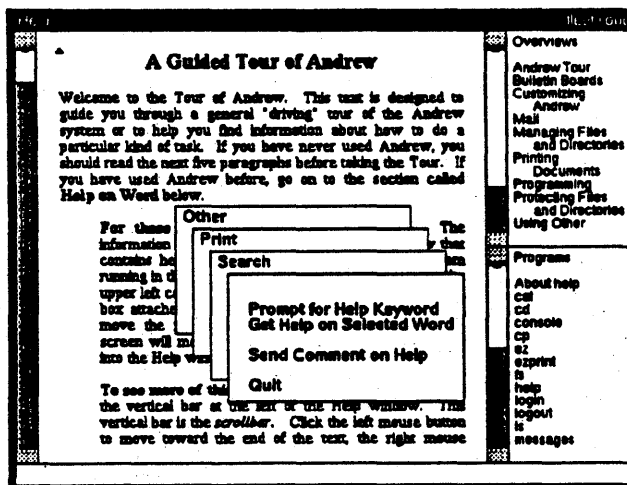 A Guided Tour of Andrew
Welcome to the Tour of Andrew. This text is designed to
guide you through a general "driving" tour of the Andrew
system or to help you find information about how to do a
particular kind of task. If you have never used Andrew, you
should read the next five paragraphs before taking the Tour. If
you have used Andrew before, go on to the section called
Help on Word below.
For those The
information that
contains
running in
upper left
box
move the
screen will
into the Help
To see more of this
the vertical bar at the left of the Help window. This
vertical bar is the scrollbar. Click the left mouse button
to move toward the end of the text, the right mouse
Other
Print
Search
Prompt for Help Keyword
Get Help on Selected Word
Send Comment on Help
Quit
Overviews
Andrew Tour
Bulletin Boards
Customizing
Andrew
Mail
Managing Files
and Directories
Printing
Documents
Programming
Protecting Files
and Directories
Using Other
Programs
About help
cat
cd
console
cp
ez
ezprint
fs
help
login
logout
ls
messages